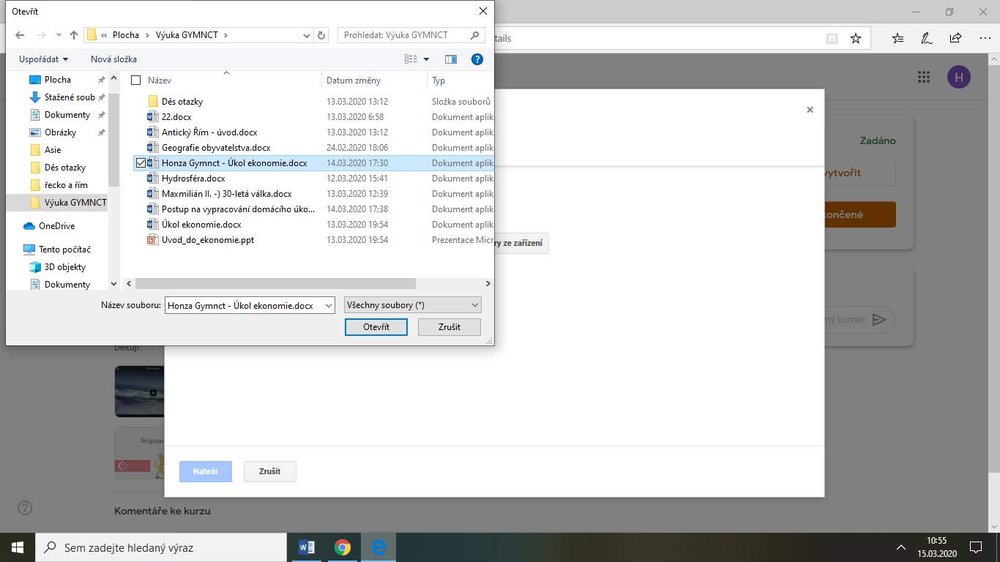 Otevřít
« Plocha › Výuka GYMNCT ›
Prohledat: Výuka GYMNCT
tails
Uspořádat
Nová složka
Plocha
Stažené soub
Dokumenty
Obrázky
Asie
Děs otazky
řecko a řím
Výuka GYMNCT
OneDrive
Tento počítač
3D objekty
Dokumenty
Název Datum změny Typ
Děs otazky 13.03.2020 13:12 Složka souborů
22.docx 13.03.2020 6:58 Dokument aplik
Antický Řím - úvod.docx 13.03.2020 13:12 Dokument aplik
Geografie obyvatelstva.docx 24.02.2020 18:06 Dokument aplik
Honza Gymnct - Úkol ekonomie.docx 14.03.2020 17:30 Dokument aplik
Hydrosféra.docx 12.03.2020 15:41 Dokument aplik
Maxmilián II. -) 30-letá válka.docx 13.03.2020 12:39 Dokument aplik
Postup na vypracování domácího úko... 14.03.2020 17:38 Dokument aplik
Úkol ekonomie.docx 13.03.2020 19:54 Dokument aplik
Uvod_do_ekonomie.ppt 13.03.2020 19:54 Prezentace Micr
Název souboru: Honza Gymnct - Úkol ekonomie.docx
Všechny soubory (*)
Otevřít
Zrušit
H
Zadáno
vytvořit
končené
ry ze zařízení
mý komen
Děkuji.
Singapu
Nahrát
Zrušit
Komentáře ke kurzu
Sem zadejte hledaný výraz
10:55
15.03.2020